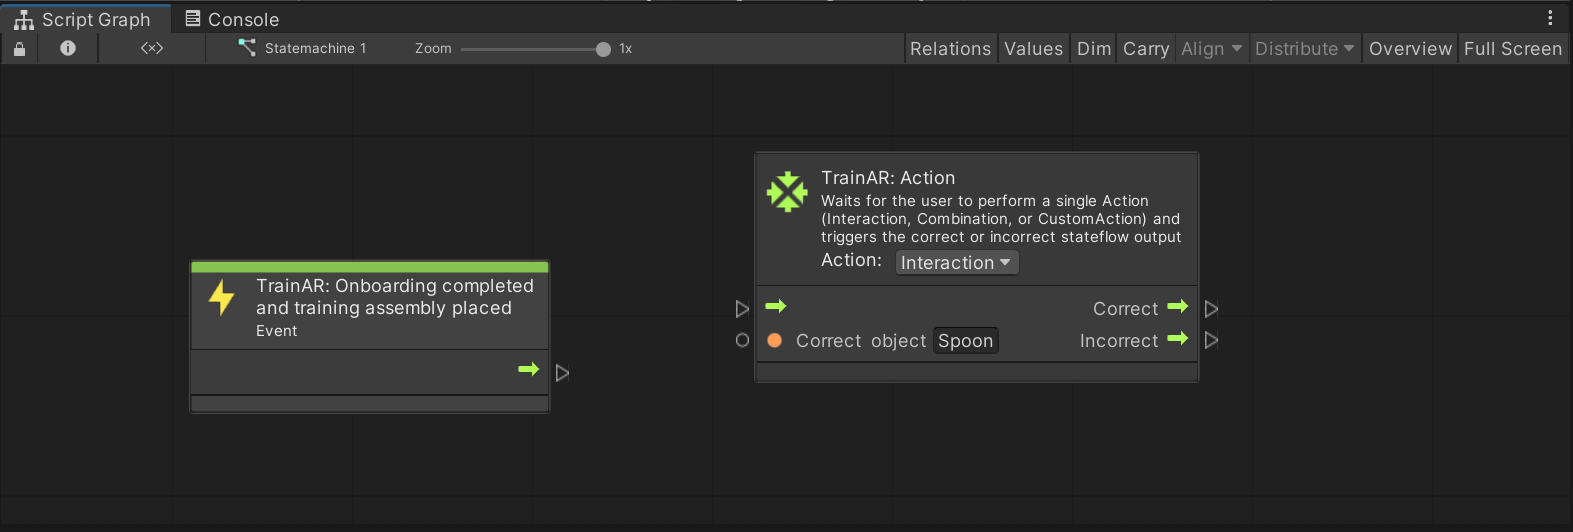 Script Graph
Console
Statemachine 1
Zoom
1x
Relations
Values
Dim
Carry
Align
Distribute
Overview
Full Screen
TrainAR: Onboarding completed
and training assembly placed
Event
TrainAR: Action
Waits for the user to perform a single Action
(Interaction, Combination, or CustomAction) and
triggers the correct or incorrect stateflow output
Action: Interaction
Correct
Correct object Spoon
Incorrect